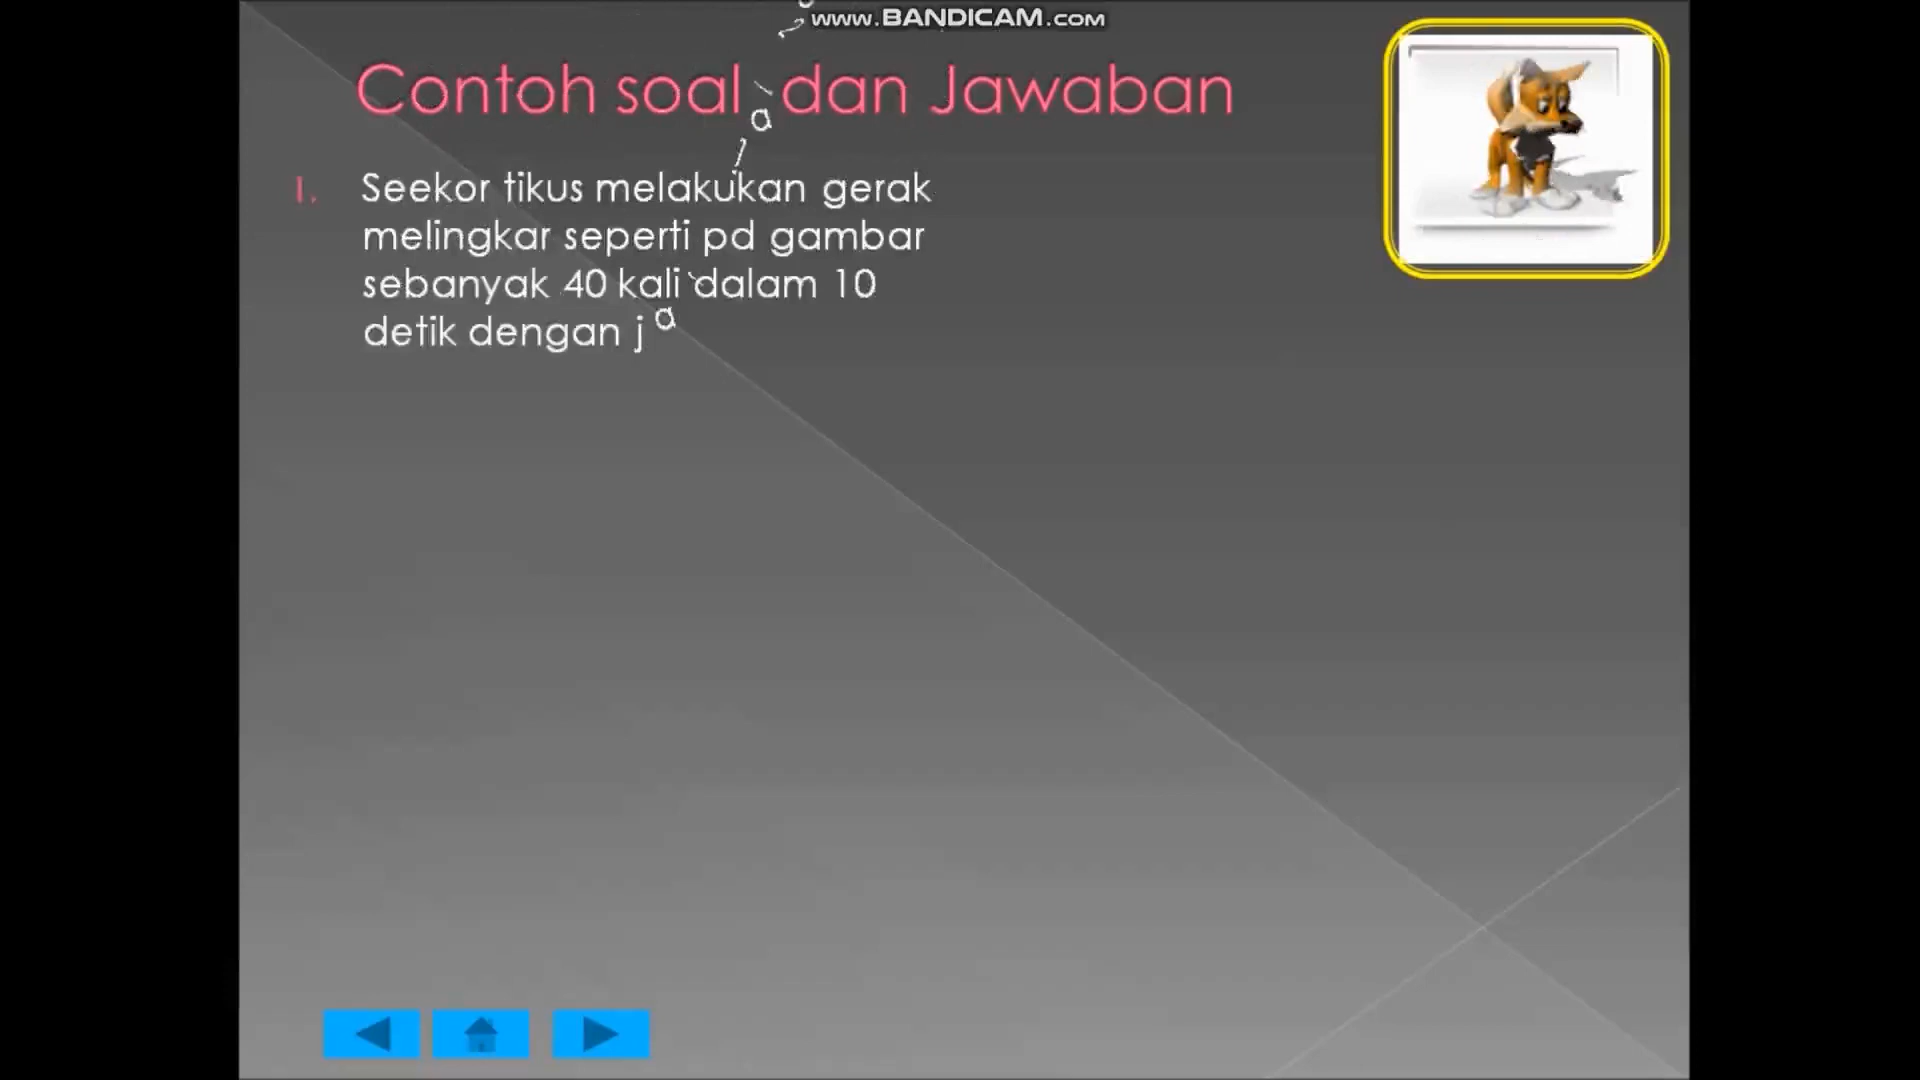 www.BANDICAM.com
Contoh soal dan Jawaban
1. Seekor tikus melakukan gerak
melingkar seperti pd gambar
sebanyak 40 kali dalam 10
detik dengan j a